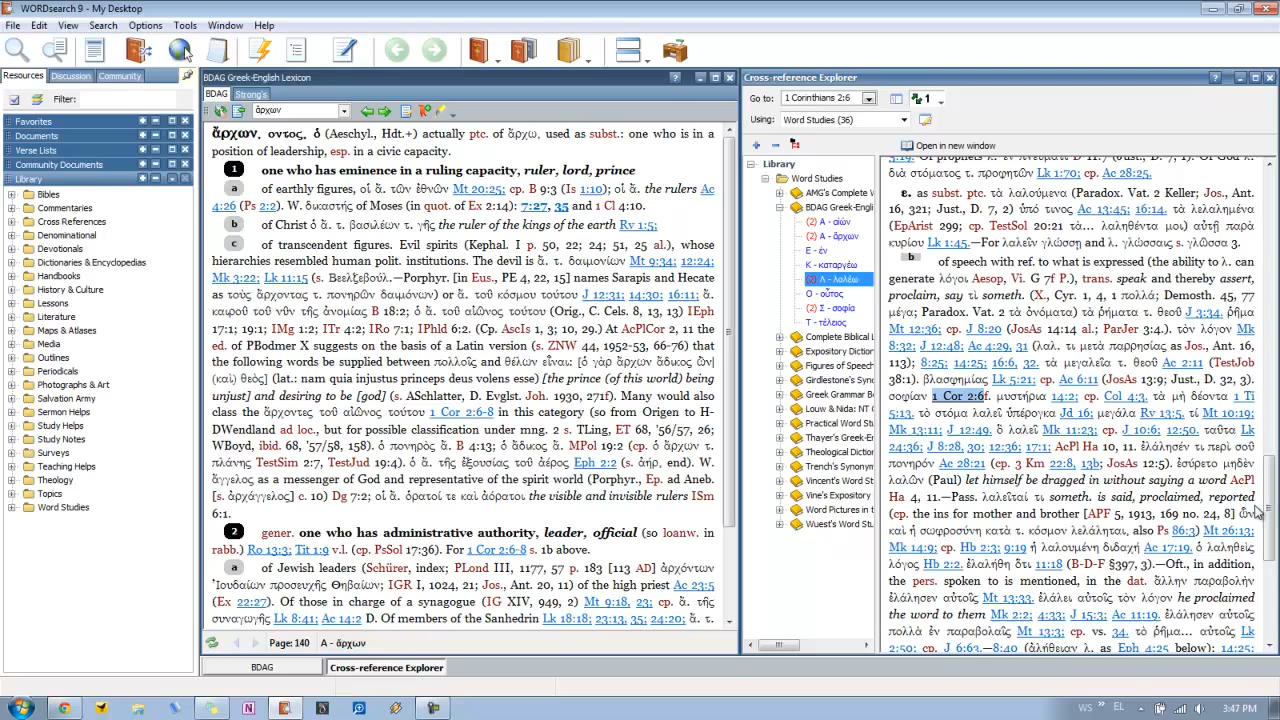 WORDsearch 9 - My Desktop
File Edit View Search Options Tools Window Help
Resources Discussion Community
Filter:
Favorites
Documents
Verse Lists
Community Documents
Library
Bibles
Commentaries
Cross References
Denominational
Devotionals
Dictionaries & Encyclopedias
Handbooks
History & Culture
Lessons
Literature
Maps & Atlases
Media
Outlines
Periodicals
Photographs & Art
Salvation Army
Sermon Helps
Study Helps
Study Notes
Surveys
Teaching Helps
Theology
Topics
Word Studies
BDAG Greek-English Lexicon
BDAG Strong's
ἄρχων
ἄρχων, οντος, ὁ (Aeschyl., Hdt.+) actually ptc. of ἄρχω, used as subst.: one who is in a
position of leadership, esp. in a civic capacity.
1 one who has eminence in a ruling capacity, ruler, lord, prince
a of earthly figures, οἱ ἄ. τῶν ἐθνῶν Mt 20:25; cp. B 9:3 (Is 1:10); οἱ ἄ. the rulers Ac
4:26 (Ps 2:2). W. δικαστής of Moses (in quot. of Ex 2:14): 7:27, 35 and 1 Cl 4:10.
b of Christ ὁ ἄ. τ. βασιλέων τ. γῆς the ruler of the kings of the earth Rv 1:5;
c of transcendent figures. Evil spirits (Kephal. I p. 50, 22; 24; 51, 25 al.), whose
hierarchies resembled human polit. institutions. The devil is ἄ. τ. δαιμονίων Mt 9:34; 12:24;
Mk 3:22; Lk 11:15 (s. Βεελζεβούλ.—Porphyr. [in Eus., PE 4, 22, 15] names Sarapis and Hecate
as τοὺς ἄρχοντας τ. πονηρῶν δαιμόνων) or ἄ. τοῦ κόσμου τούτου J 12:31; 14:30; 16:11; ἄ.
καιροῦ τοῦ νῦν τῆς ἀνομίας B 18:2; ὁ ἄ. τοῦ αἰῶνος τούτου (Orig., C. Cels. 8, 13, 13) IEph
17:1; 19:1; IMg 1:2; ITr 4:2; IRo 7:1; IPhld 6:2. (Cp. AscIs 1, 3; 10, 29.) At AcPlCor 2, 11 the
ed. of PBodmer X suggests on the basis of a Latin version (s. ZNW 44, 1952-53, 66-76) that
the following words be supplied between πολλοῖς and θέλων εἶναι: [ὁ γὰρ ἄρχων ἄδικος ὢν]
(καὶ) θεὸς] (lat.: nam quia injustus princeps deus volens esse) [the prince (of this world) being
unjust] and desiring to be [god] (s. ASchlatter, D. Evglst. Joh. 1930, 271f). Many would also
class the ἄρχοντες τοῦ αἰῶνος τούτου 1 Cor 2:6-8 in this category (so from Origen to H-
DWendland ad loc., but for possible classification under mng. 2 s. TLng, ET 68, '56/57, 26;
WBoyd, ibid. 68, '57/58, 158). ὁ πονηρὸς ἄ. B 4:13; ὁ ἄδικος ἄ. MPol 19:2 (cp. ὁ ἄρχων τ.
πλάνης TestSim 2:7, TestJud 19:4). ὁ ἄ. τῆς ἐξουσίας τοῦ ἀέρος Eph 2:2 (s. ἀήρ, end). W.
ἄγγελος as a messenger of God and representative of the spirit world (Porphyr., Ep. ad Aneb.
[s. ἀρχάγγελος] c. 10) Dg 7:2; οἱ ἄ. ὁρατοί τε καὶ ἀόρατοι the visible and invisible rulers ISm
6:1.
2 gener. one who has administrative authority, leader, official (so loanw. in
rabb.) Ro 13:3; Tit 1:9 v.l. (cp. PsSol 17:36). For 1 Cor 2:6-8 s. 1b above.
a of Jewish leaders (Schürer, index; PLond III, 1177, 57 p. 183 [113 AD] ἀρχόντων
Ἰουδαίων προσευχῆς Θηβαίων; IGR I, 1024, 21; Jos., Ant. 20, 11) of the high priest Ac 23:5
(Ex 22:27). Of those in charge of a synagogue (IG XIV, 949, 2) Mt 9:18, 23; cp. ἄ. τῆς
συναγωγῆς Lk 8:41; Ac 14:2 D. Of members of the Sanhedrin Lk 18:18; 23:13, 35; 24:20; ἄ. τ.
Page: 140 Α - ἄρχων
BDAG Cross-reference Explorer
Cross-reference Explorer
Go to: 1 Corinthians 2:6 1
Using: Word Studies (36)
Open in new window
Library
Word Studies
AMG's Complete W
BDAG Greek-Engli
(2) Α - αἰών
(2) Α - ἄρχων
Ε - ἐν
Κ - καταργέω
Λ - λαλέω
Ο - οὗτος
(2) Σ - σοφία
Τ - τέλειος
Complete Biblical L
Expository Diction
Figures of Speech
Girdlestone's Syno
Greek Grammar Be
Louw & Nida: NT G
Practical Word Stud
Thayer's Greek-En
Theological Diction
Trench's Synonym
Vincent's Word Stu
Vine's Expository
Word Pictures in t
Wuest's Word Stu
διὰ στόματος τ. προφητῶν Lk 1:70; cp. Ac 28:25.
ε. as subst. ptc. τὰ λαλούμενα (Paradox. Vat. 2 Keller; Jos., Ant.
16, 321; Just., D. 7, 2) ὑπό τινος Ac 13:45; 16:14. τὰ λελαλημένα
(EpArist 299; cp. TestSol 20:21 τὰ... λαληθέντα μοι) αὐτῇ παρὰ
κυρίου Lk 1:45.—For λαλεῖν γλώσσῃ and λ. γλώσσαις s. γλῶσσα 3.
b of speech with ref. to what is expressed (the ability to λ. can
generate λόγοι Aesop, Vi. G 7f P.), trans. speak and thereby assert,
proclaim, say τὶ someth. (X., Cyr. 1, 4, 1 πολλά; Demosth. 45, 77
μέγα; Paradox. Vat. 2 τὰ ὀνόματα) τὰ ῥήματα τ. θεοῦ J 3:34.
Mt 12:36; cp. J 8:20 (JosAs 14:14 al.; ParJer 3:4). τὸν λόγον Mk
8:32; J 12:48; Ac 4:29, 31 (λαλ. τι μετὰ παρρησίας as Jos., Ant. 16,
113); 8:25; 14:25; 16:6, 32. τὰ μεγαλεῖα τ. θεοῦ Ac 2:11 (TestJob
38:1). βλασφημίας Lk 5:21; cp. Ac 6:11 (JosAs 13:9; Just., D. 32, 3).
σοφίαν 1 Cor 2:6f. μυστήρια 14:2; cp. Col 4:3. τὰ μὴ δέοντα 1 Ti
5:13. τὸ στόμα λαλεῖ ὑπέρογκα Jd 16; μεγάλα Rv 13:5. τί Mt 10:19;
Mk 13:11; J 12:49. ὃ λαλεῖ Mk 11:23; cp. J 10:6; 12:50. ταῦτα Lk
24:36; J 8:28, 30; 12:36; 17:1; AcPl Ha 10, 11. ἐλάλησέν τι περὶ σοῦ
πονηρόν Ac 28:21 (cp. 3 Km 22:8, 13b; JosAs 12:5). ἐσύρετο μηδὲν
λαλῶν (Paul) let himself be dragged in without saying a word AcPl
Ha 4, 11.—Pass. λαλεῖταί τι someth. is said, proclaimed, reported
(cp. the ins for mother and brother [APF 5, 1913, 169 no. 24, 8] ὧν
καὶ ἡ σωφροσύνη κατὰ τ. κόσμον λελάληται, also Ps 86:3) Mt 26:13;
Mk 14:9; cp. Hb 2:3; 9:19 ἡ λαλουμένη διδαχή Ac 17:19. ὁ λαληθεὶς
λόγος Hb 2:2. ἐλαλήθη ὅτι 11:18 (B-D-F §397, 3).—Oft., in addition,
the pers. spoken to is mentioned, in the dat. ἄλλην παραβολὴν
ἐλάλησεν αὐτοῖς Mt 13:33. ἐλάλει αὐτοῖς τὸν λόγον he proclaimed
the word to them Mk 2:2; 4:33; J 15:3; Ac 11:19. ἐλάλησεν αὐτοῖς
πολλὰ ἐν παραβολαῖς Mt 13:3; cp. vs. 34. τὸ ῥῆμα... αὐτοῖς Lk
2:50; cp. J 6:63.—8:40 (ἀλήθειαν λ. as Eph 4:25 below); 14:25;
WS EL 3:47 PM